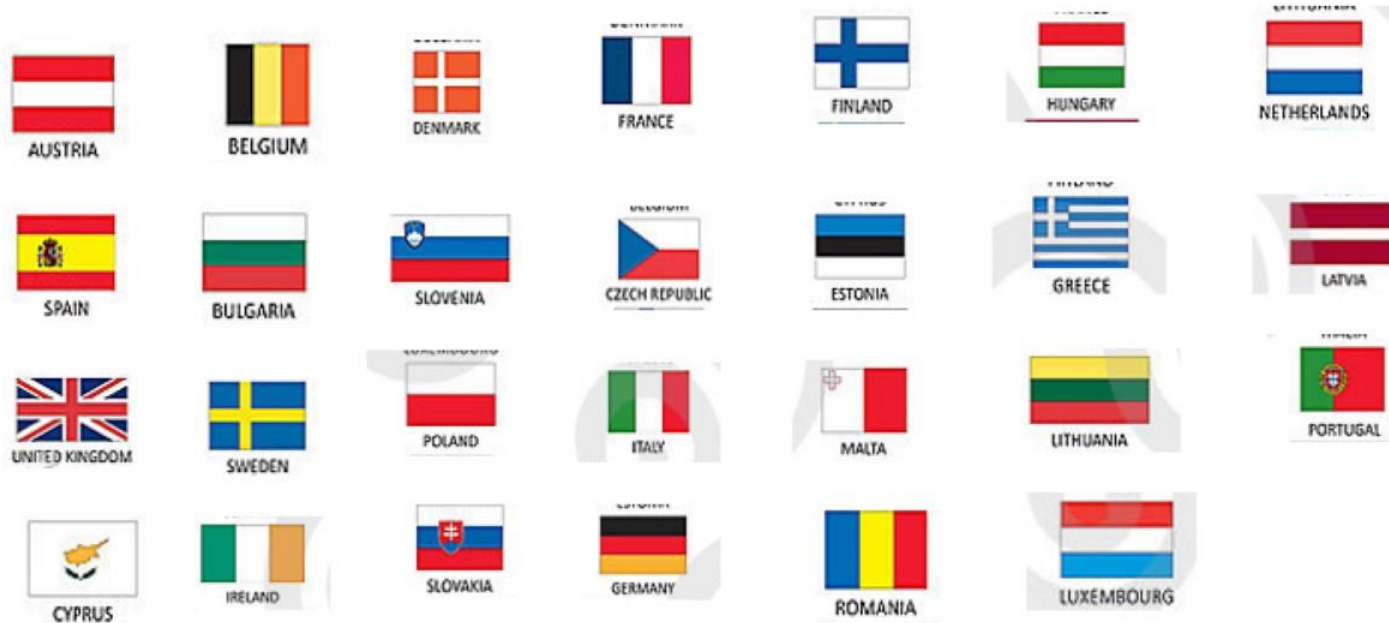 AUSTRIA
BELGIUM
DENMARK
FRANCE
FINLAND
HUNGARY
NETHERLANDS
SPAIN
BULGARIA
SLOVENIA
CZECH REPUBLIC
ESTONIA
GREECE
LATVIA
UNITED KINGDOM
SWEDEN
POLAND
ITALY
MALTA
LITHUANIA
PORTUGAL
CYPRUS
IRELAND
SLOVAKIA
GERMANY
ROMANIA
LUXEMBOURG